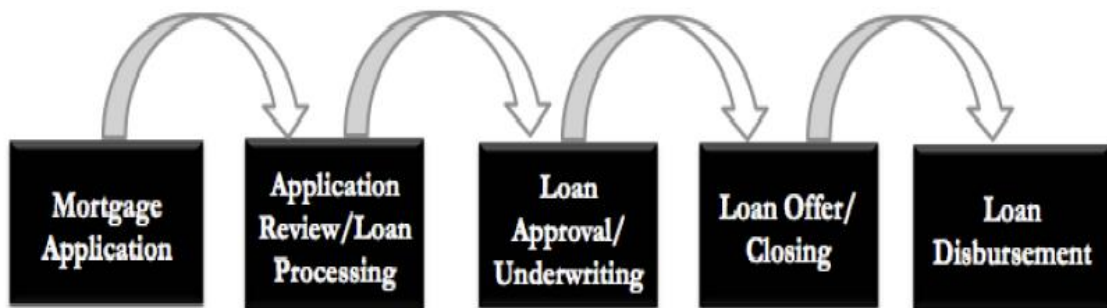 Mortgage
Application
Application
Review/Loan
Processing
Loan
Approval/
Underwriting
Loan Offer/
Closing
Loan
Disbursement